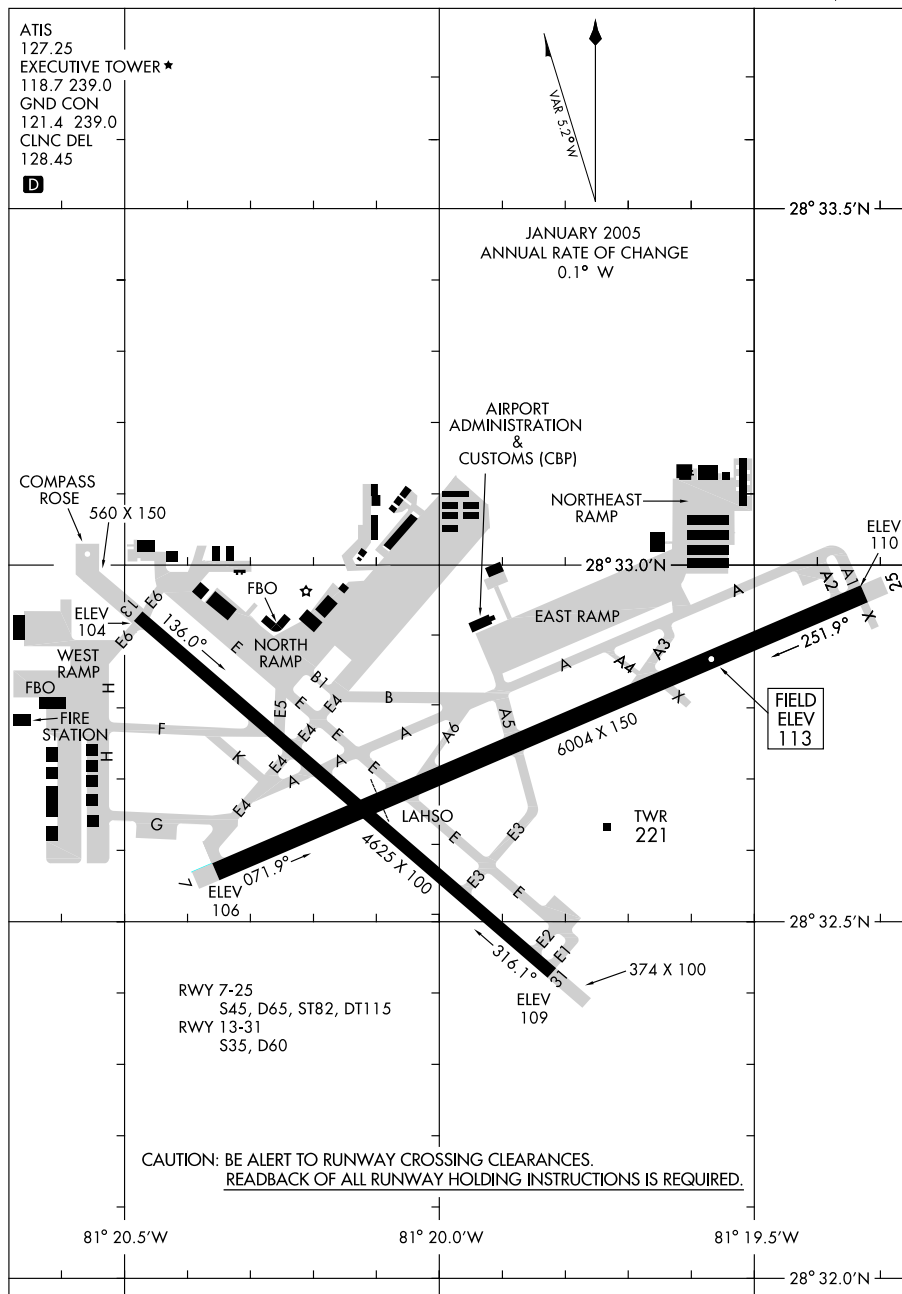 ATIS
127.25
EXECUTIVE TOWER ★
118.7 239.0
GND CON
121.4 239.0
CLNC DEL
128.45
D
VAR 5.2° W
28° 33.5'N
JANUARY 2005
ANNUAL RATE OF CHANGE
0.1° W
AIRPORT
ADMINISTRATION
&
CUSTOMS (CBP)
COMPASS
ROSE
560 X 150
NORTHEAST
RAMP
ELEV
110
28° 33.0'N
FBO
NORTH
RAMP
EAST RAMP
A
A2
A1
25
X
ELEV
104
13
E6
E6
136.0°
E
WEST
RAMP
FBO
FIRE
STATION
H
H
F
K
G
B1
E
E4
E5
E4
E4
E4
E
E
B
A
A
A
A6
A5
A
A4
A3
X
251.9°
6004 X 150
FIELD
ELEV
113
LAHSO
4625 X 100
TWR
221
E
E3
E3
E
071.9°
ELEV
106
28° 32.5'N
E2
E1
316.1°
31
ELEV
109
374 X 100
RWY 7-25
S45, D65, ST82, DT115
RWY 13-31
S35, D60
CAUTION: BE ALERT TO RUNWAY CROSSING CLEARANCES.
READBACK OF ALL RUNWAY HOLDING INSTRUCTIONS IS REQUIRED.
81° 20.5'W
81° 20.0'W
81° 19.5'W
28° 32.0'N